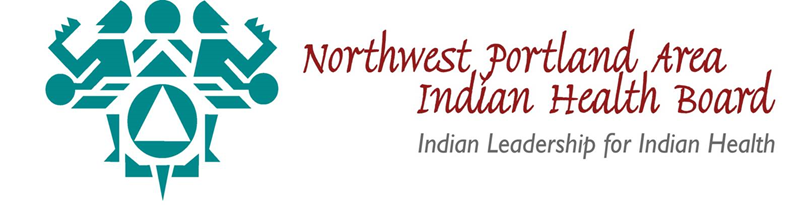 Northwest Portland Area
Indian Health Board
Indian Leadership for Indian Health